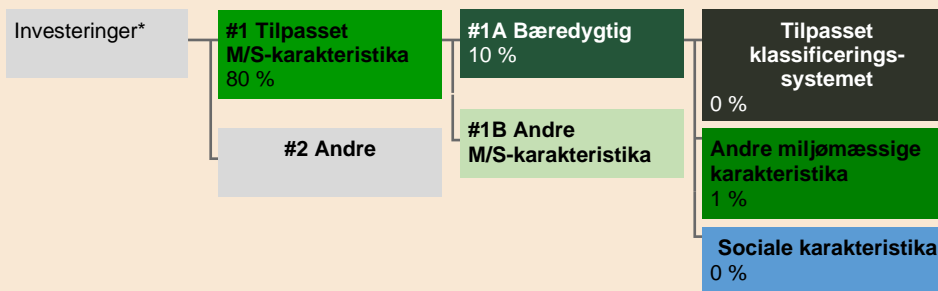 Investeringer*
#1 Tilpasset
M/S-karakteristika
80 %
#2 Andre
#1A Bæredygtig
10 %
#1B Andre
M/S-karakteristika
Tilpasset
klassificerings-
systemet
0 %
Andre miljømæssige
karakteristika
1 %
Sociale karakteristika
0 %